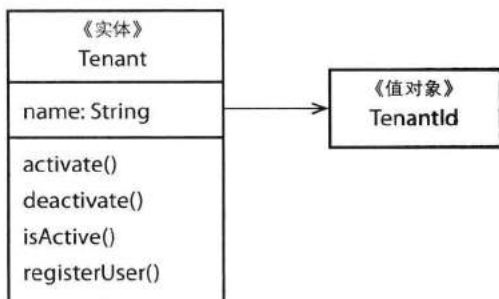 《实体》
Tenant
name: String
activate()
deactivate()
isActive()
registerUser()
《值对象》
TenantId